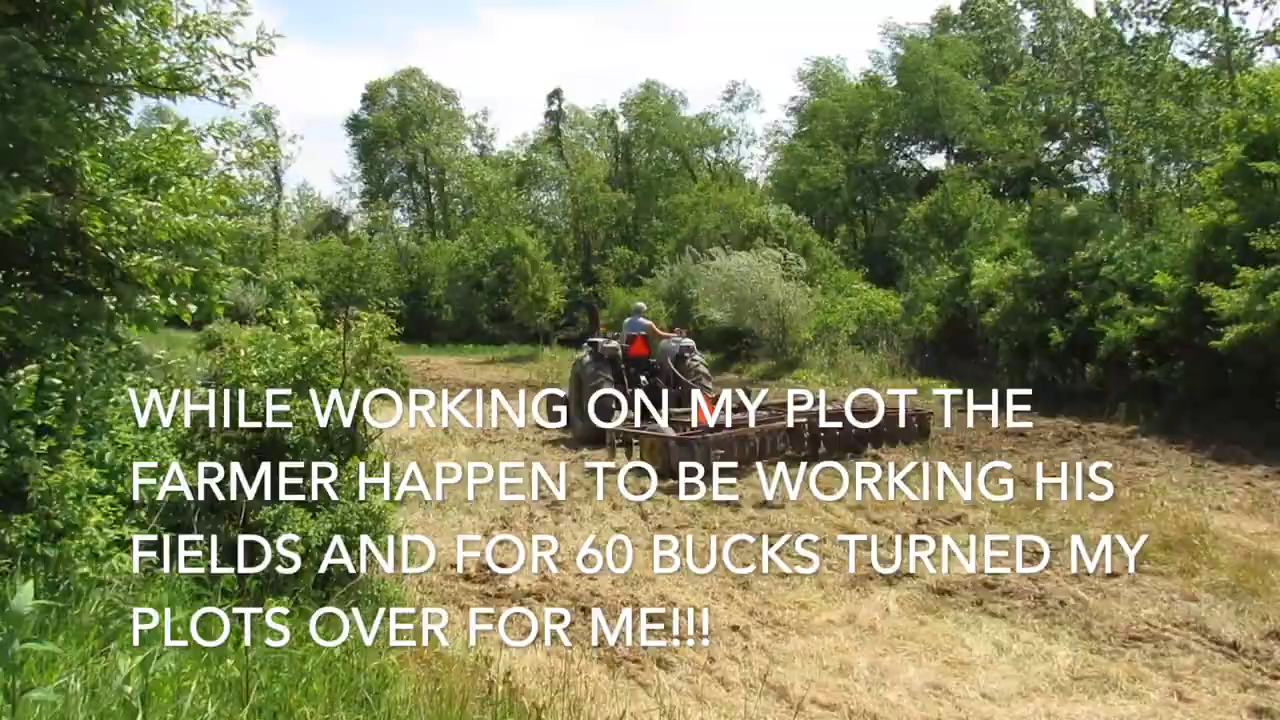 WHILE WORKING ON MY PLOT THE
FARMER HAPPEN TO BE WORKING HIS
FIELDS AND FOR 60 BUCKS TURNED MY
PLOTS OVER FOR ME!!!